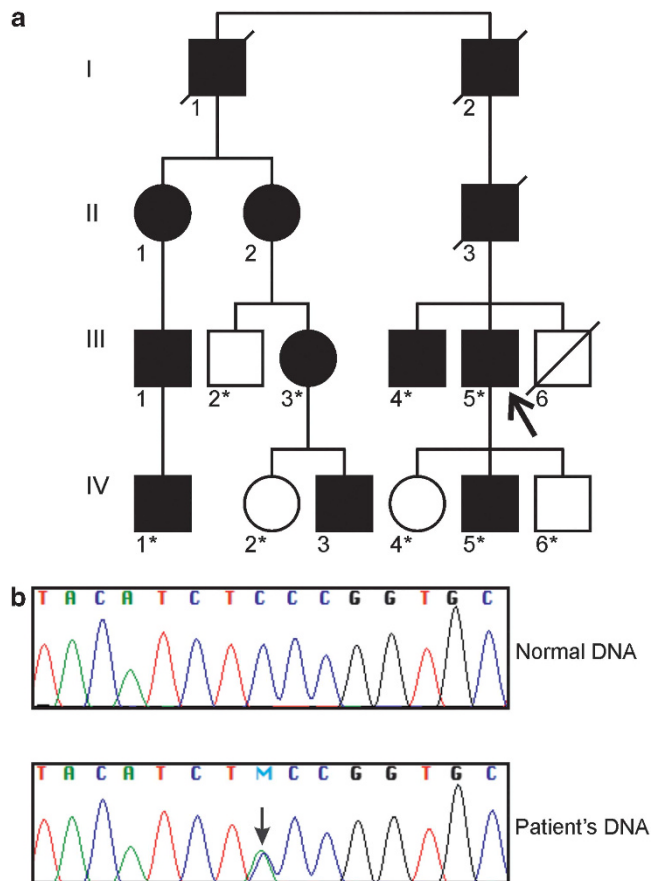 a
I
1
2
II
1
2
3
III
1
2*
3*
4*
5*
6
IV
1*
2*
3
4*
5*
6*
b
T A C A T C T C C C G G T G C
Normal DNA
T A C A T C T M C C G G T G C
Patient's DNA